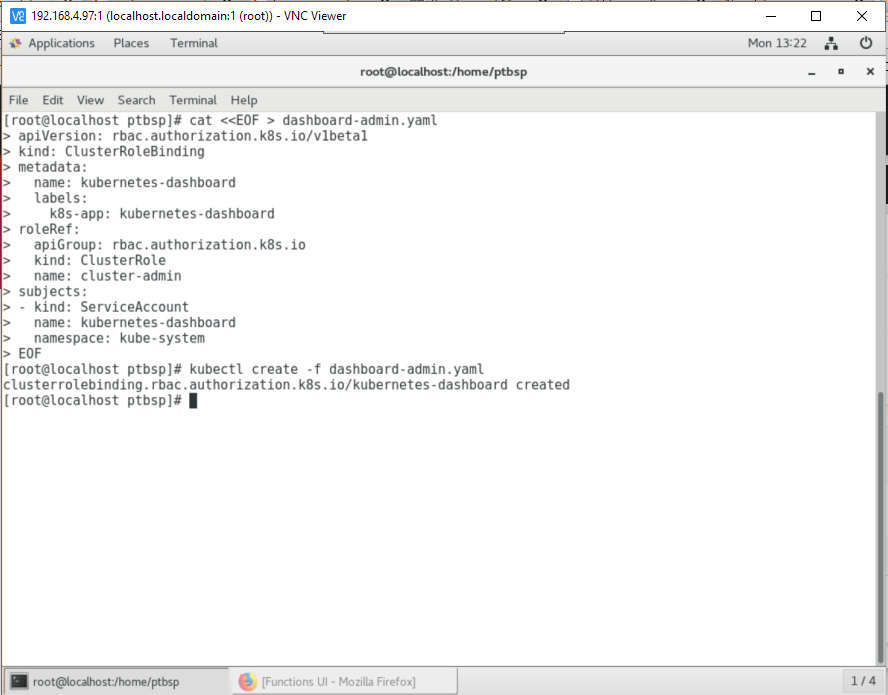 192.168.4.97:1 (localhost.localdomain:1 (root)) - VNC Viewer
Applications Places Terminal Mon 13:22
root@localhost:/home/ptbsp
File Edit View Search Terminal Help
[root@localhost ptbsp]# cat <<EOF > dashboard-admin.yaml
> apiVersion: rbac.authorization.k8s.io/v1beta1
> kind: ClusterRoleBinding
> metadata:
>   name: kubernetes-dashboard
>   labels:
>     k8s-app: kubernetes-dashboard
> roleRef:
>   apiGroup: rbac.authorization.k8s.io
>   kind: ClusterRole
>   name: cluster-admin
> subjects:
> - kind: ServiceAccount
>   name: kubernetes-dashboard
>   namespace: kube-system
> EOF
[root@localhost ptbsp]# kubectl create -f dashboard-admin.yaml
clusterrolebinding.rbac.authorization.k8s.io/kubernetes-dashboard created
[root@localhost ptbsp]#
root@localhost:/home/ptbsp [Functions UI - Mozilla Firefox] 1 / 4